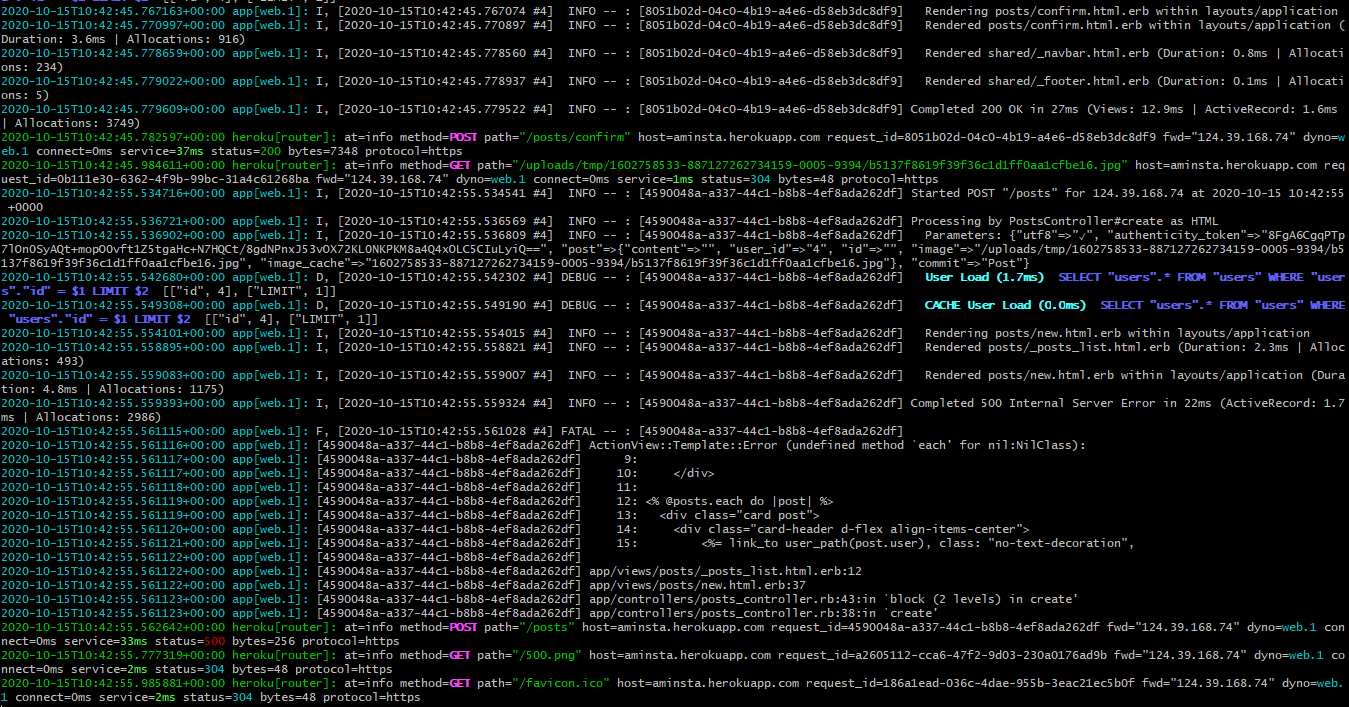 2020-10-15T10:42:45.767163+00:00 app[web.1]: I, [2020-10-15T10:42:45.767074 #4]  INFO -- : [8051b02d-04c0-4b19-a4e6-d58eb3dc8df9]   Rendering posts/confirm.html.erb within layouts/application
2020-10-15T10:42:45.770999+00:00 app[web.1]: I, [2020-10-15T10:42:45.770897 #4]  INFO -- : [8051b02d-04c0-4b19-a4e6-d58eb3dc8df9]   Rendered posts/confirm.html.erb within layouts/application (
Duration: 3.6ms | Allocations: 916)
2020-10-15T10:42:45.778659+00:00 app[web.1]: I, [2020-10-15T10:42:45.778560 #4]  INFO -- : [8051b02d-04c0-4b19-a4e6-d58eb3dc8df9]   Rendered shared/_navbar.html.erb (Duration: 0.8ms | Allocati
ons: 234)
2020-10-15T10:42:45.779022+00:00 app[web.1]: I, [2020-10-15T10:42:45.778937 #4]  INFO -- : [8051b02d-04c0-4b19-a4e6-d58eb3dc8df9]   Rendered shared/_footer.html.erb (Duration: 0.1ms | Allocati
ons: 5)
2020-10-15T10:42:45.779609+00:00 app[web.1]: I, [2020-10-15T10:42:45.779522 #4]  INFO -- : [8051b02d-04c0-4b19-a4e6-d58eb3dc8df9] Completed 200 OK in 27ms (Views: 12.9ms | ActiveRecord: 1.6ms
| Allocations: 3749)
2020-10-15T10:42:45.782597+00:00 heroku[router]: at=info method=POST path="/posts/confirm" host=aminsta.herokuapp.com request_id=8051b02d-04c0-4b19-a4e6-d58eb3dc8df9 fwd="124.39.168.74" dyno=w
eb.1 connect=0ms service=37ms status=200 bytes=7348 protocol=https
2020-10-15T10:42:45.984611+00:00 heroku[router]: at=info method=GET path="/uploads/tmp/1602758533-887127262734159-0005-9394/b5137f8619f39f36c1d1ff0aa1cfbe16.jpg" host=aminsta.herokuapp.com req
uest_id=0b111e30-6362-4f9b-99bc-31a4c61268ba fwd="124.39.168.74" dyno=web.1 connect=0ms service=1ms status=304 bytes=48 protocol=https
2020-10-15T10:42:55.534716+00:00 app[web.1]: I, [2020-10-15T10:42:55.534541 #4]  INFO -- : [4590048a-a337-44c1-b8b8-4ef8ada262df] Started POST "/posts" for 124.39.168.74 at 2020-10-15 10:42:55
+0000
2020-10-15T10:42:55.536721+00:00 app[web.1]: I, [2020-10-15T10:42:55.536569 #4]  INFO -- : [4590048a-a337-44c1-b8b8-4ef8ada262df] Processing by PostsController#create as HTML
2020-10-15T10:42:55.536902+00:00 app[web.1]: I, [2020-10-15T10:42:55.536809 #4]  INFO -- : [4590048a-a337-44c1-b8b8-4ef8ada262df]   Parameters: {"utf8"=>"✓", "authenticity_token"=>"8FgA6CgqPTp
7lOnOSyAQt+mopOOvft1Z5tgaHc+N7HQCt/8gdNPnxJ53vOX72KLONKPKM8a4Q4xOLC5CIuLyiQ==", "post"=>{"content"=>"", "user_id"=>"4", "id"=>"", "image"=>"/uploads/tmp/1602758533-887127262734159-0005-9394/b5
137f8619f39f36c1d1ff0aa1cfbe16.jpg", "image_cache"=>"1602758533-887127262734159-0005-9394/b5137f8619f39f36c1d1ff0aa1cfbe16.jpg"}, "commit"=>"Post"}
2020-10-15T10:42:55.542680+00:00 app[web.1]: D, [2020-10-15T10:42:55.542302 #4] DEBUG -- : [4590048a-a337-44c1-b8b8-4ef8ada262df]   User Load (1.7ms)  SELECT "users".* FROM "users" WHERE "user
s"."id" = $1 LIMIT $2  [["id", 4], ["LIMIT", 1]]
2020-10-15T10:42:55.549308+00:00 app[web.1]: D, [2020-10-15T10:42:55.549190 #4] DEBUG -- : [4590048a-a337-44c1-b8b8-4ef8ada262df]   CACHE User Load (0.0ms)  SELECT "users".* FROM "users" WHERE
"users"."id" = $1 LIMIT $2  [["id", 4], ["LIMIT", 1]]
2020-10-15T10:42:55.554101+00:00 app[web.1]: I, [2020-10-15T10:42:55.554015 #4]  INFO -- : [4590048a-a337-44c1-b8b8-4ef8ada262df]   Rendering posts/new.html.erb within layouts/application
2020-10-15T10:42:55.558895+00:00 app[web.1]: I, [2020-10-15T10:42:55.558821 #4]  INFO -- : [4590048a-a337-44c1-b8b8-4ef8ada262df]   Rendered posts/_posts_list.html.erb (Duration: 2.3ms | Alloc
ations: 493)
2020-10-15T10:42:55.559083+00:00 app[web.1]: I, [2020-10-15T10:42:55.559007 #4]  INFO -- : [4590048a-a337-44c1-b8b8-4ef8ada262df]   Rendered posts/new.html.erb within layouts/application (Dura
tion: 4.8ms | Allocations: 1175)
2020-10-15T10:42:55.559393+00:00 app[web.1]: I, [2020-10-15T10:42:55.559324 #4]  INFO -- : [4590048a-a337-44c1-b8b8-4ef8ada262df] Completed 500 Internal Server Error in 22ms (ActiveRecord: 1.7
ms | Allocations: 2986)
2020-10-15T10:42:55.561115+00:00 app[web.1]: F, [2020-10-15T10:42:55.561028 #4] FATAL -- : [4590048a-a337-44c1-b8b8-4ef8ada262df]
2020-10-15T10:42:55.561116+00:00 app[web.1]: [4590048a-a337-44c1-b8b8-4ef8ada262df] ActionView::Template::Error (undefined method `each' for nil:NilClass):
2020-10-15T10:42:55.561117+00:00 app[web.1]: [4590048a-a337-44c1-b8b8-4ef8ada262df]      9:
2020-10-15T10:42:55.561117+00:00 app[web.1]: [4590048a-a337-44c1-b8b8-4ef8ada262df]     10:     </div>
2020-10-15T10:42:55.561118+00:00 app[web.1]: [4590048a-a337-44c1-b8b8-4ef8ada262df]     11:
2020-10-15T10:42:55.561119+00:00 app[web.1]: [4590048a-a337-44c1-b8b8-4ef8ada262df]     12: <% @posts.each do |post| %>
2020-10-15T10:42:55.561119+00:00 app[web.1]: [4590048a-a337-44c1-b8b8-4ef8ada262df]     13:   <div class="card post">
2020-10-15T10:42:55.561120+00:00 app[web.1]: [4590048a-a337-44c1-b8b8-4ef8ada262df]     14:     <div class="card-header d-flex align-items-center">
2020-10-15T10:42:55.561121+00:00 app[web.1]: [4590048a-a337-44c1-b8b8-4ef8ada262df]     15:         <%= link_to user_path(post.user), class: "no-text-decoration",
2020-10-15T10:42:55.561122+00:00 app[web.1]: [4590048a-a337-44c1-b8b8-4ef8ada262df]
2020-10-15T10:42:55.561122+00:00 app[web.1]: [4590048a-a337-44c1-b8b8-4ef8ada262df] app/views/posts/_posts_list.html.erb:12
2020-10-15T10:42:55.561122+00:00 app[web.1]: [4590048a-a337-44c1-b8b8-4ef8ada262df] app/views/posts/new.html.erb:37
2020-10-15T10:42:55.561123+00:00 app[web.1]: [4590048a-a337-44c1-b8b8-4ef8ada262df] app/controllers/posts_controller.rb:43:in `block (2 levels) in create'
2020-10-15T10:42:55.561123+00:00 app[web.1]: [4590048a-a337-44c1-b8b8-4ef8ada262df] app/controllers/posts_controller.rb:38:in `create'
2020-10-15T10:42:55.562642+00:00 heroku[router]: at=info method=POST path="/posts" host=aminsta.herokuapp.com request_id=4590048a-a337-44c1-b8b8-4ef8ada262df fwd="124.39.168.74" dyno=web.1 con
nect=0ms service=33ms status=500 bytes=256 protocol=https
2020-10-15T10:42:55.777319+00:00 heroku[router]: at=info method=GET path="/500.png" host=aminsta.herokuapp.com request_id=a2605112-cca6-47f2-9d03-230a0176ad9b fwd="124.39.168.74" dyno=web.1 co
nnect=0ms service=2ms status=304 bytes=48 protocol=https
2020-10-15T10:42:55.985881+00:00 heroku[router]: at=info method=GET path="/favicon.ico" host=aminsta.herokuapp.com request_id=186a1ead-036c-4dae-955b-3eac21ec5b0f fwd="124.39.168.74" dyno=web.
1 connect=0ms service=2ms status=304 bytes=48 protocol=https